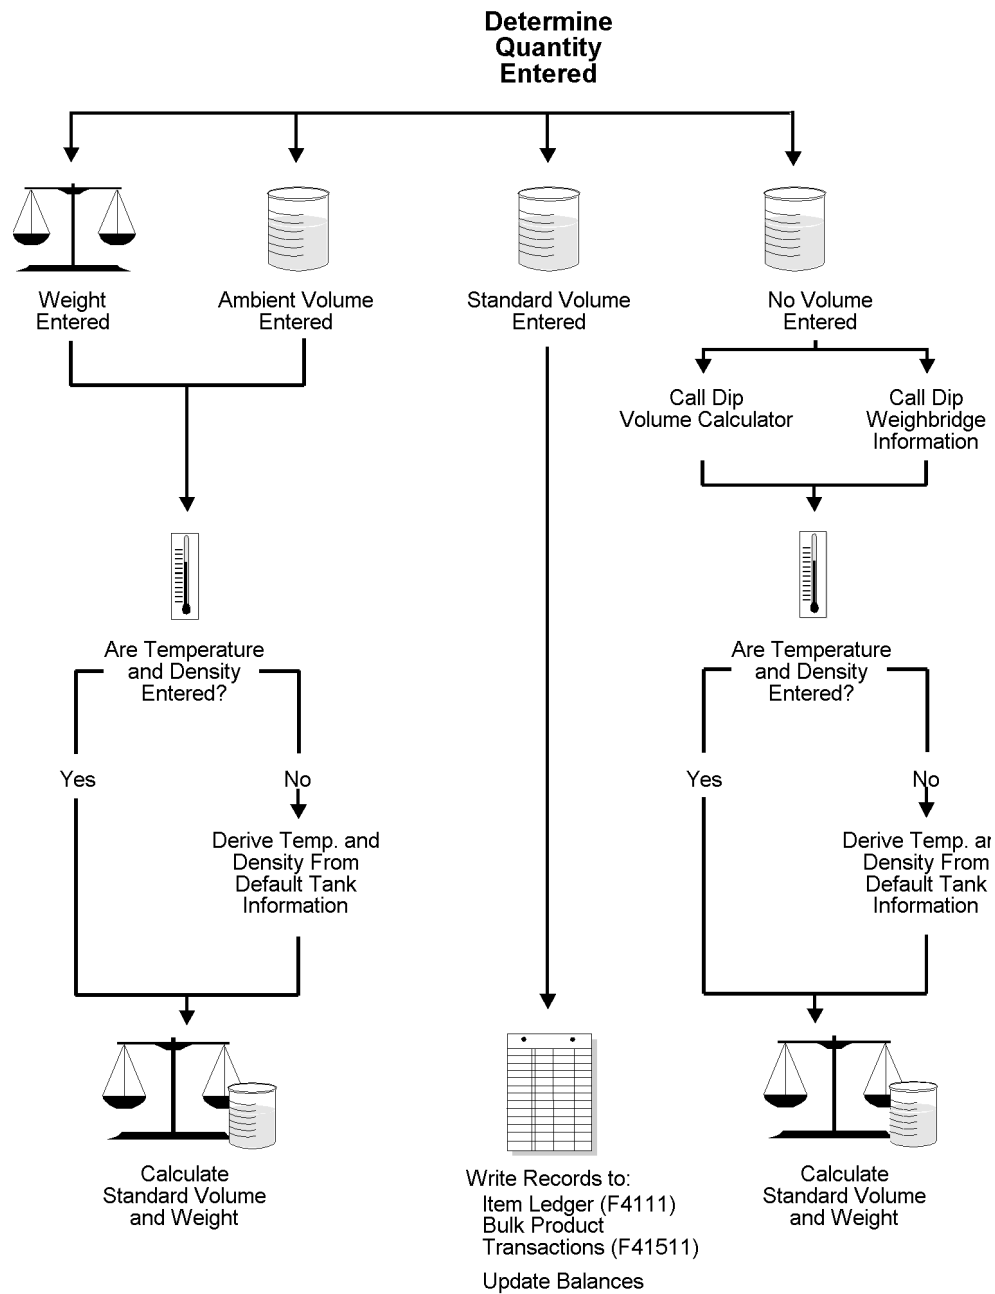 Determine
Quantity
Entered
Weight
Entered
Ambient Volume
Entered
Standard Volume
Entered
No Volume
Entered
Call Dip
Volume Calculator
Call Dip
Weighbridge
Information
Are Temperature
and Density
Entered?
Are Temperature
and Density
Entered?
Yes
No
Yes
No
Derive Temp. and
Density From
Default Tank
Information
Derive Temp. ar
Density From
Default Tank
Information
Calculate
Standard Volume
and Weight
Write Records to:
Item Ledger (F4111)
Bulk Product
Transactions (F41511)
Update Balances
Calculate
Standard Volume
and Weight